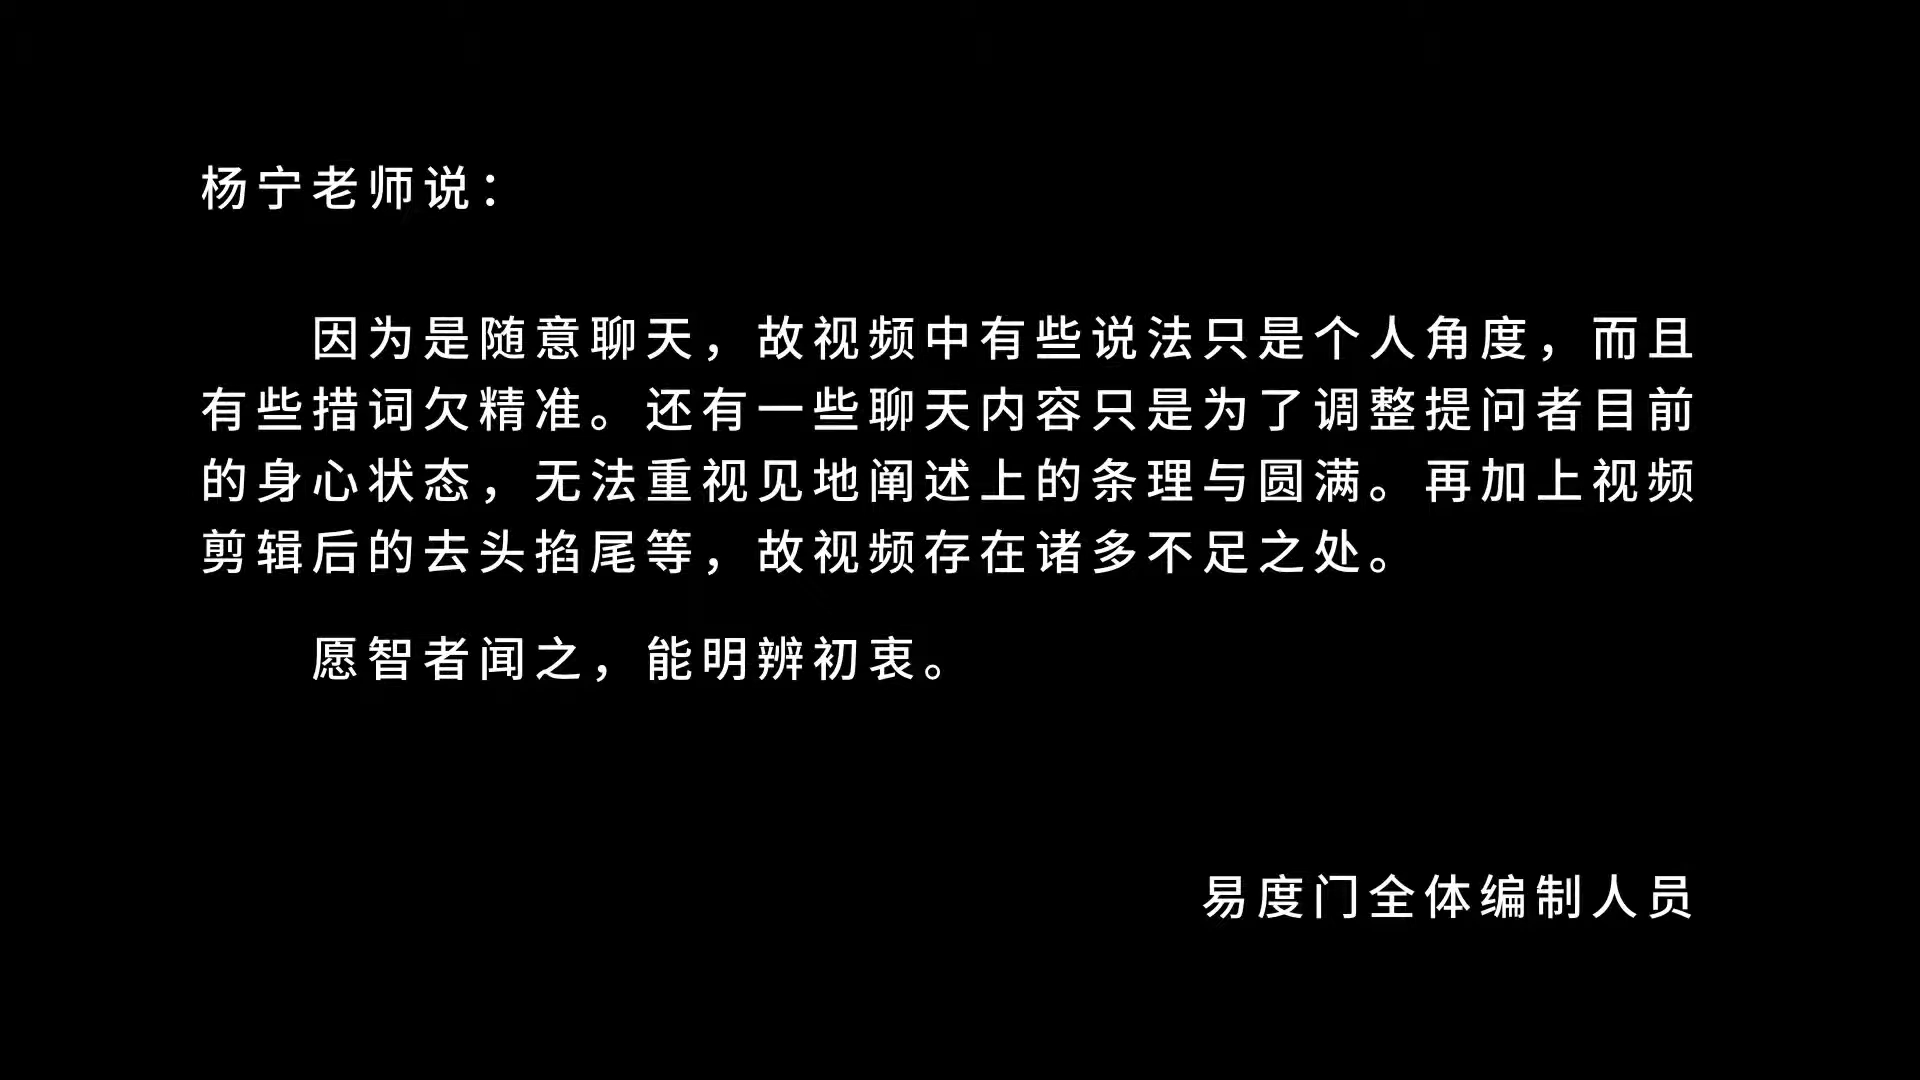 杨宁老师说：
因为是随意聊天，故视频中有些说法只是个人角度，而且
有些措词欠精准。还有一些聊天内容只是为了调整提问者目前
的身心状态，无法重视见地阐述上的条理与圆满。再加上视频
剪辑后的去头掐尾等，故视频存在诸多不足之处。
愿智者闻之，能明辨初衷。
易度门全体编制人员